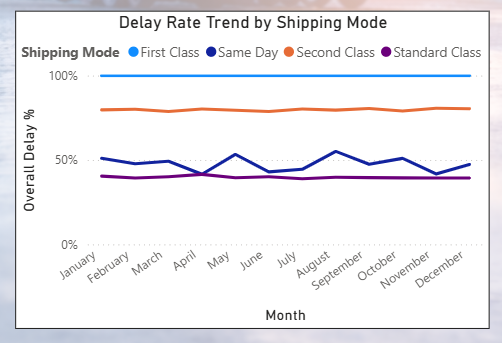 Delay Rate Trend by Shipping Mode
Shipping Mode First Class Same Day Second Class Standard Class
100%
50%
0%
Overall Delay %
January February March April May June July August September October November December
Month